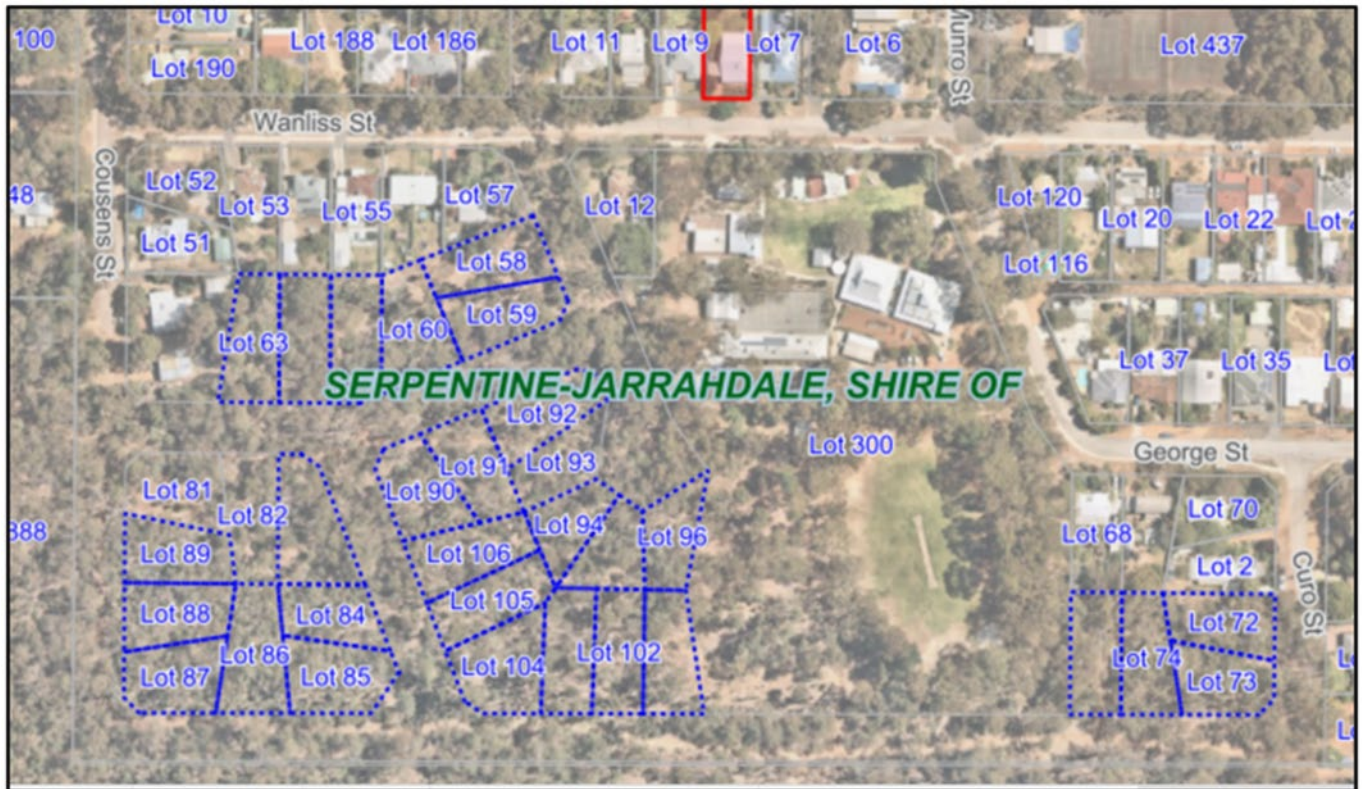 Lot 10
100
Lot 188
Lot 186
Lot 11
Lot 9
Lot 7
Lot 6
Lot 437
Lot 190
Munro St
Wanliss St
Cousens St
48
Lot 52
Lot 53
Lot 55
Lot 57
Lot 12
Lot 120
Lot 20
Lot 22
Lot 51
Lot 58
Lot 116
Lot 59
Lot 60
Lot 63
Lot 37
Lot 35
SERPENTINE-JARRAHDALE, SHIRE OF
Lot 92
Lot 300
George St
Lot 91
Lot 93
Lot 90
Lot 81
Lot 82
Lot 70
388
Lot 94
Lot 96
Lot 68
Lot 89
Lot 106
Lot 2
Curo St
Lot 105
Lot 88
Lot 84
Lot 72
Lot 86
Lot 102
Lot 74
Lot 104
Lot 87
Lot 85
Lot 73